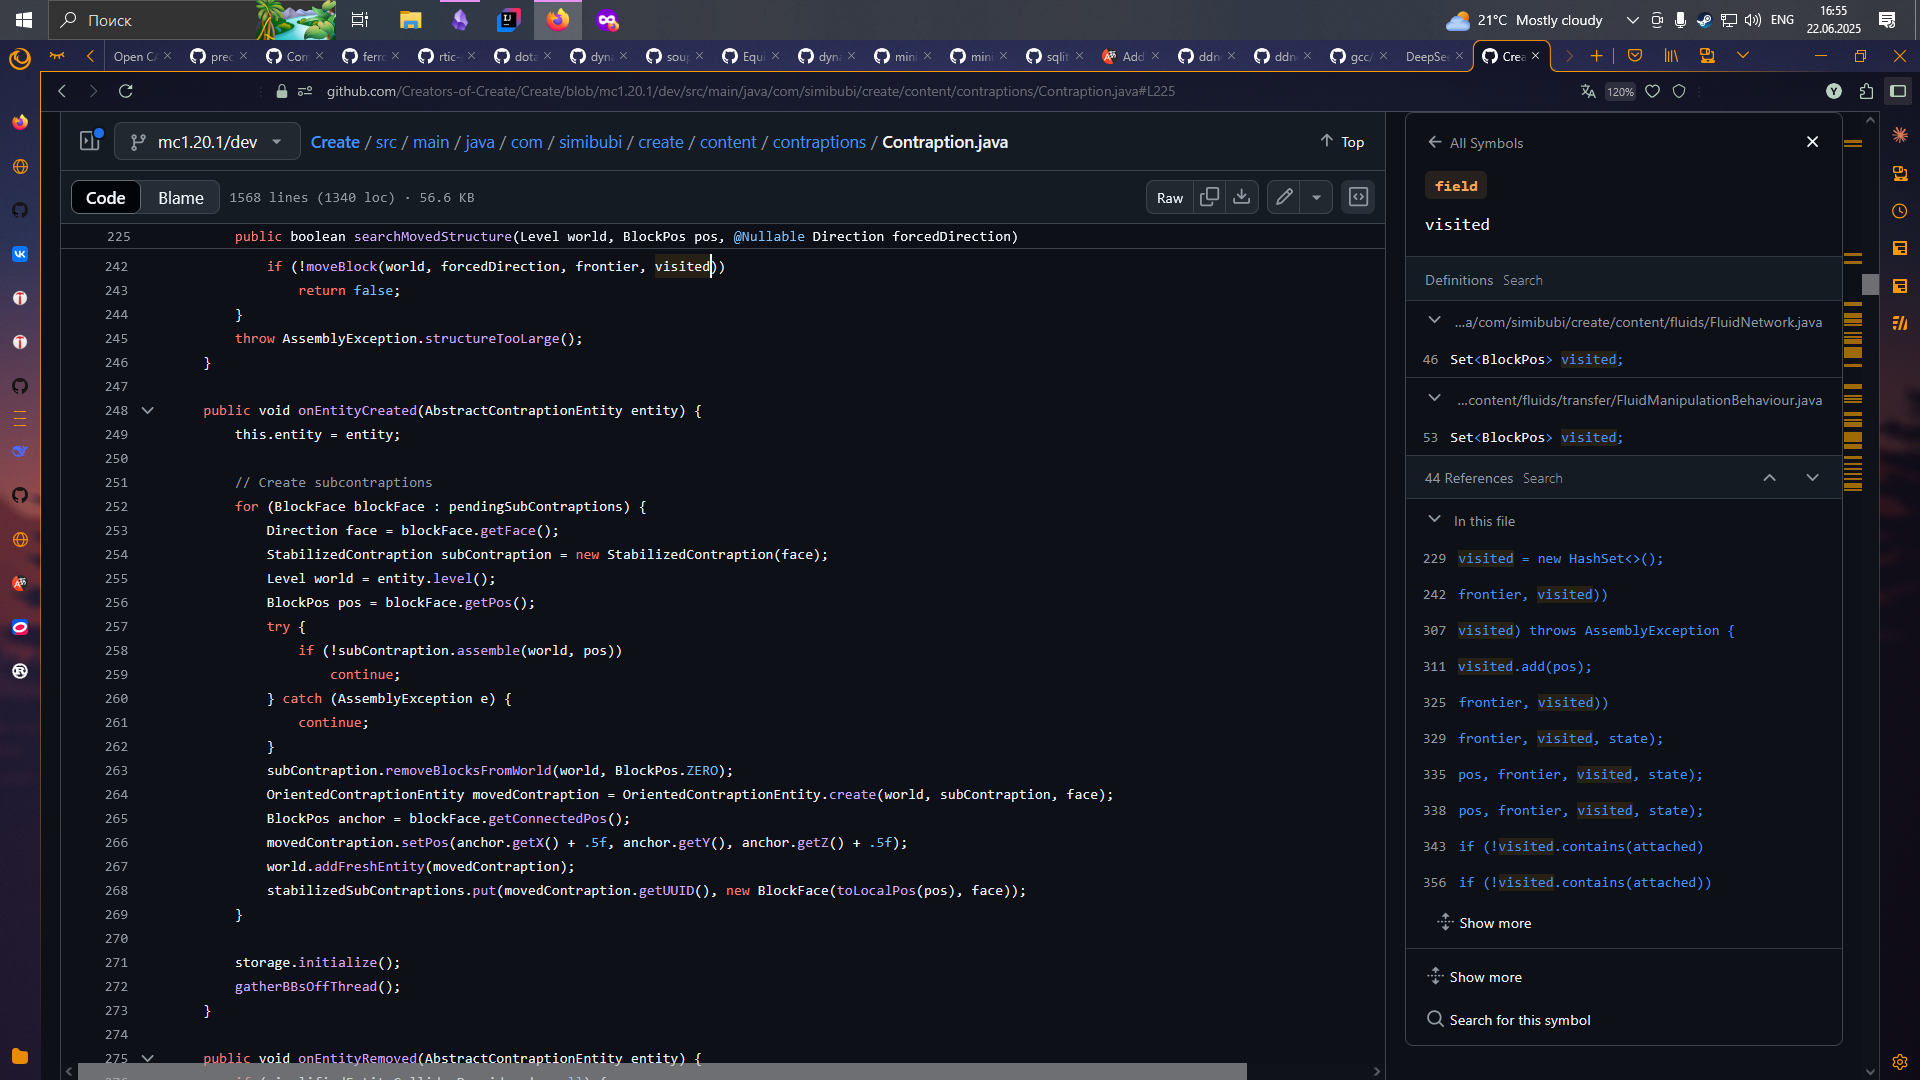 Поиск
21°C Mostly cloudy
ENG
16:55
22.06.2025
Open CA
prec
Com
ferro
rtic-
dota
dyna
soup
Equi
dyna
mini
mini
sqlit
Add
ddn
ddn
gcc/
DeepSee
Crea
github.com/Creators-of-Create/Create/blob/mc1.20.1/dev/src/main/java/com/simibubi/create/content/contraptions/Contraption.java#L225
120%
mc1.20.1/dev
Create / src / main / java / com / simibubi / create / content / contraptions / Contraption.java
Top
Code Blame 1568 lines (1340 loc) · 56.6 KB
Raw
225 public boolean searchMovedStructure(Level world, BlockPos pos, @Nullable Direction forcedDirection)
242 if (!moveBlock(world, forcedDirection, frontier, visited))
243 return false;
244 }
245 throw AssemblyException.structureTooLarge();
246 }
247
248 public void onEntityCreated(AbstractContraptionEntity entity) {
249 this.entity = entity;
250
251 // Create subcontraptions
252 for (BlockFace blockFace : pendingSubContraptions) {
253 Direction face = blockFace.getFace();
254 StabilizedContraption subContraption = new StabilizedContraption(face);
255 Level world = entity.level();
256 BlockPos pos = blockFace.getPos();
257 try {
258 if (!subContraption.assemble(world, pos))
259 continue;
260 } catch (AssemblyException e) {
261 continue;
262 }
263 subContraption.removeBlocksFromWorld(world, BlockPos.ZERO);
264 OrientedContraptionEntity movedContraption = OrientedContraptionEntity.create(world, subContraption, face);
265 BlockPos anchor = blockFace.getConnectedPos();
266 movedContraption.setPos(anchor.getX() + .5f, anchor.getY(), anchor.getZ() + .5f);
267 world.addFreshEntity(movedContraption);
268 stabilizedSubContraptions.put(movedContraption.getUUID(), new BlockFace(toLocalPos(pos), face));
269 }
270
271 storage.initialize();
272 gatherBBsOffThread();
273 }
274
275 public void onEntityRemoved(AbstractContraptionEntity entity) {
All Symbols
field
visited
Definitions Search
...a/com/simibubi/create/content/fluids/FluidNetwork.java
46 Set<BlockPos> visited;
...content/fluids/transfer/FluidManipulationBehaviour.java
53 Set<BlockPos> visited;
44 References Search
In this file
229 visited = new HashSet<>();
242 frontier, visited))
307 visited) throws AssemblyException {
311 visited.add(pos);
325 frontier, visited))
329 frontier, visited, state);
335 pos, frontier, visited, state);
338 pos, frontier, visited, state);
343 if (!visited.contains(attached)
356 if (!visited.contains(attached))
Show more
Show more
Search for this symbol